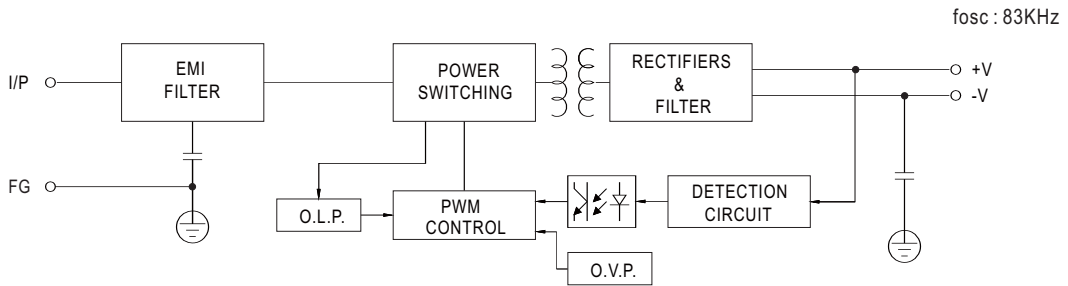 fosc : 83KHz
I/P
EMI
FILTER
POWER
SWITCHING
RECTIFIERS
&
FILTER
+V
-V
FG
O.L.P.
PWM
CONTROL
DETECTION
CIRCUIT
O.V.P.